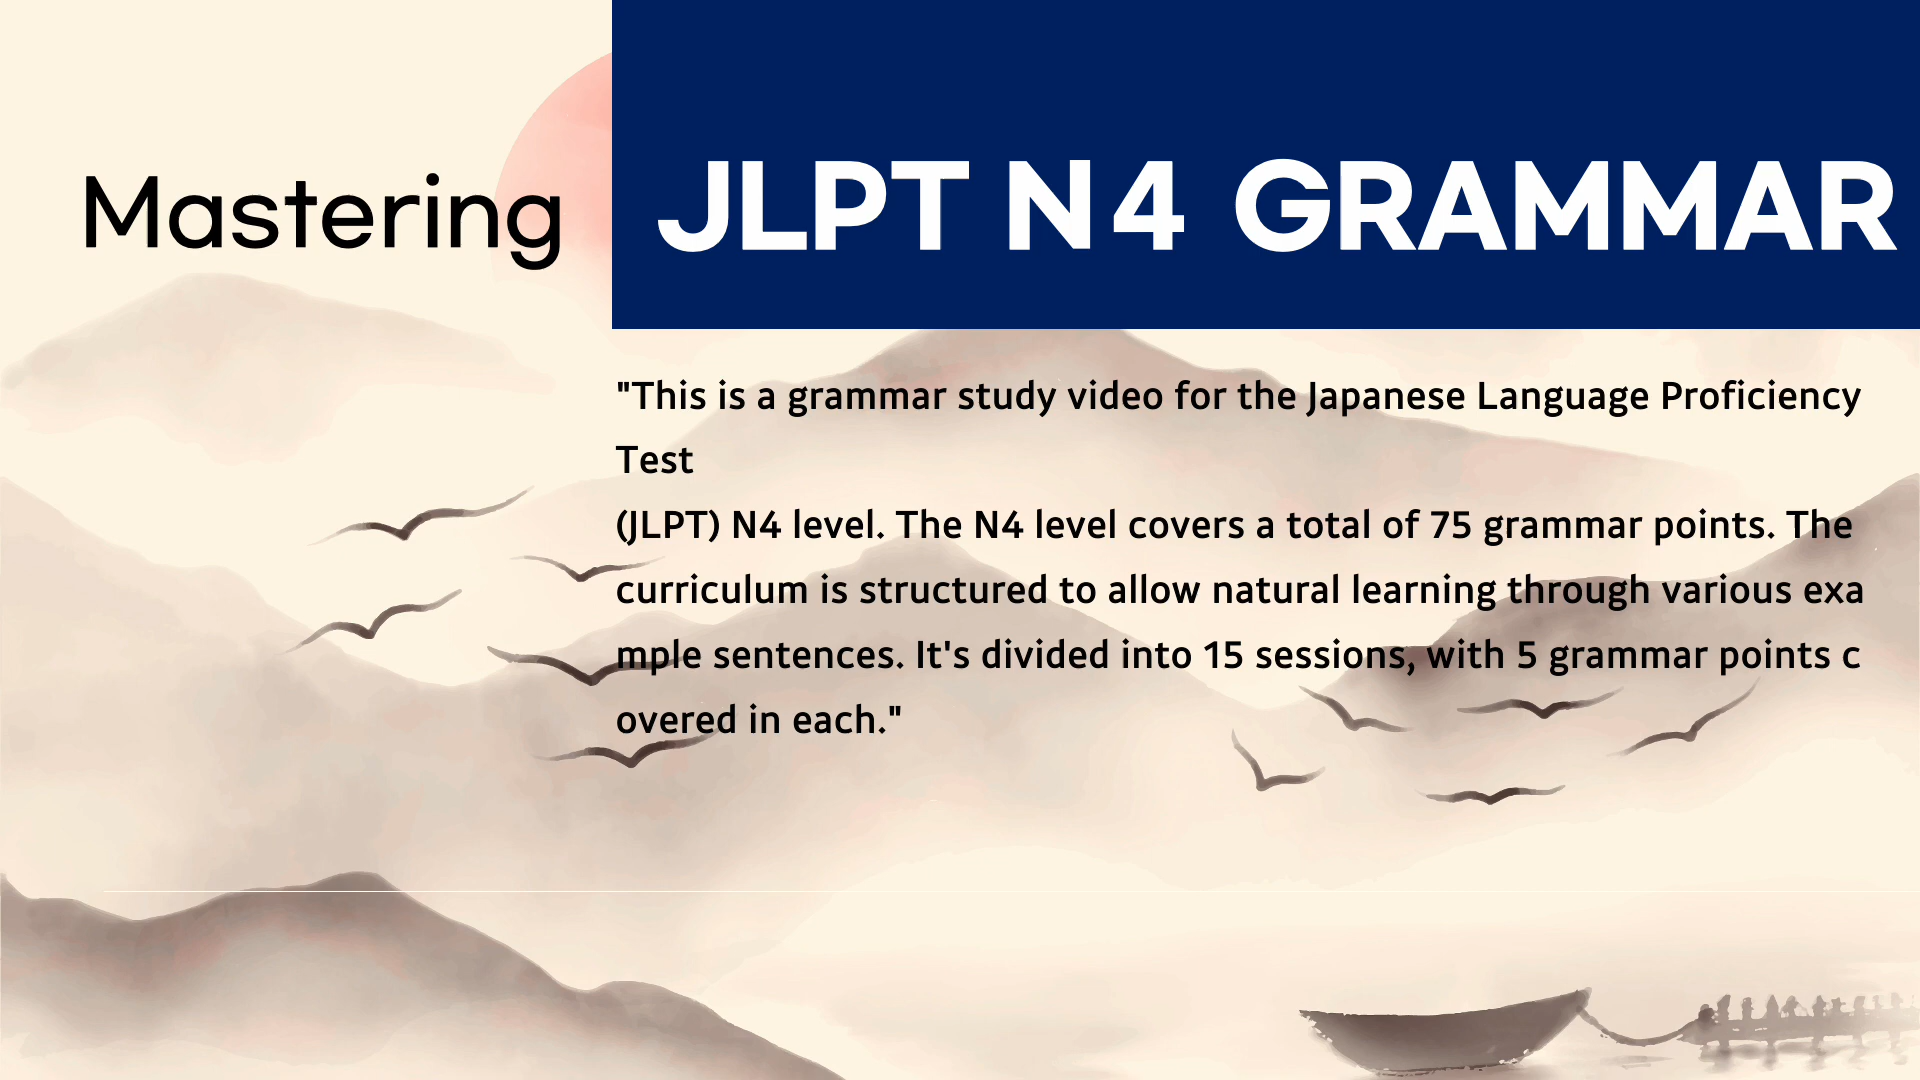 Mastering JLPT N4 GRAMMAR
"This is a grammar study video for the Japanese Language Proficiency
Test
(JLPT) N4 level. The N4 level covers a total of 75 grammar points. The
curriculum is structured to allow natural learning through various exa
mple sentences. It's divided into 15 sessions, with 5 grammar points c
overed in each."